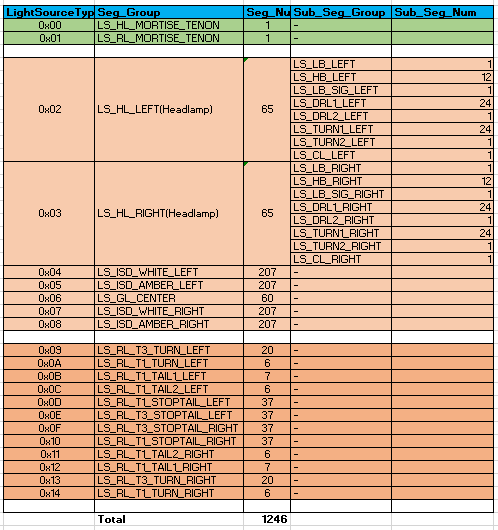 LightSourceTyp Seg_Group Seg_Nu Sub_Seg_Group Sub_Seg_Num
0x00 LS_HL_MORTISE_TENON 1 -
0x01 LS_RL_MORTISE_TENON 1 -
0x02 LS_HL_LEFT(Headlamp) 65
LS_LB_LEFT 1
LS_HB_LEFT 12
LS_LB_SIG_LEFT 1
LS_DRL1_LEFT 24
LS_DRL2_LEFT 1
LS_TURN1_LEFT 24
LS_TURN2_LEFT 1
LS_CL_LEFT 1
0x03 LS_HL_RIGHT(Headlamp) 65
LS_LB_RIGHT 1
LS_HB_RIGHT 12
LS_LB_SIG_RIGHT 1
LS_DRL1_RIGHT 24
LS_DRL2_RIGHT 1
LS_TURN1_RIGHT 24
LS_TURN2_RIGHT 1
LS_CL_RIGHT 1
0x04 LS_ISD_WHITE_LEFT 207 -
0x05 LS_ISD_AMBER_LEFT 207 -
0x06 LS_GL_CENTER 60 -
0x07 LS_ISD_WHITE_RIGHT 207 -
0x08 LS_ISD_AMBER_RIGHT 207 -
0x09 LS_RL_T3_TURN_LEFT 20 -
0x0A LS_RL_T1_TURN_LEFT 6 -
0x0B LS_RL_T1_TAIL1_LEFT 7 -
0x0C LS_RL_T1_TAIL2_LEFT 6 -
0x0D LS_RL_T1_STOPTAIL_LEFT 37 -
0x0E LS_RL_T3_STOPTAIL_LEFT 37 -
0x0F LS_RL_T3_STOPTAIL_RIGHT 37 -
0x10 LS_RL_T1_STOPTAIL_RIGHT 37 -
0x11 LS_RL_T1_TAIL2_RIGHT 6 -
0x12 LS_RL_T1_TAIL1_RIGHT 7 -
0x13 LS_RL_T3_TURN_RIGHT 20 -
0x14 LS_RL_T1_TURN_RIGHT 6 -
Total 1246